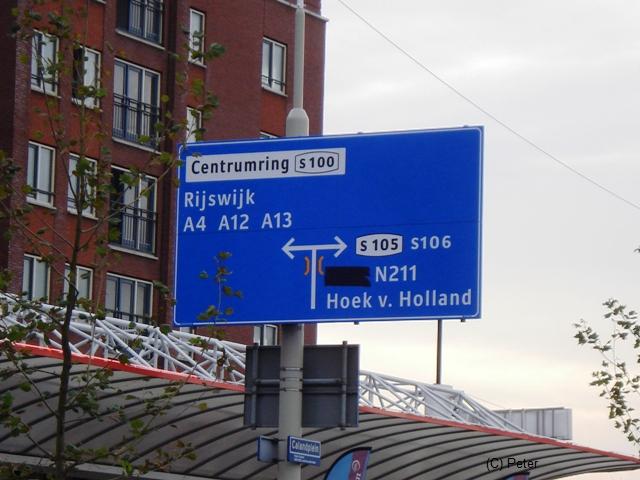 Centrumring S100
Rijswijk
A4 A12 A13
S105 S106
N211
Hoek v. Holland
Calandplein
(C) Peter